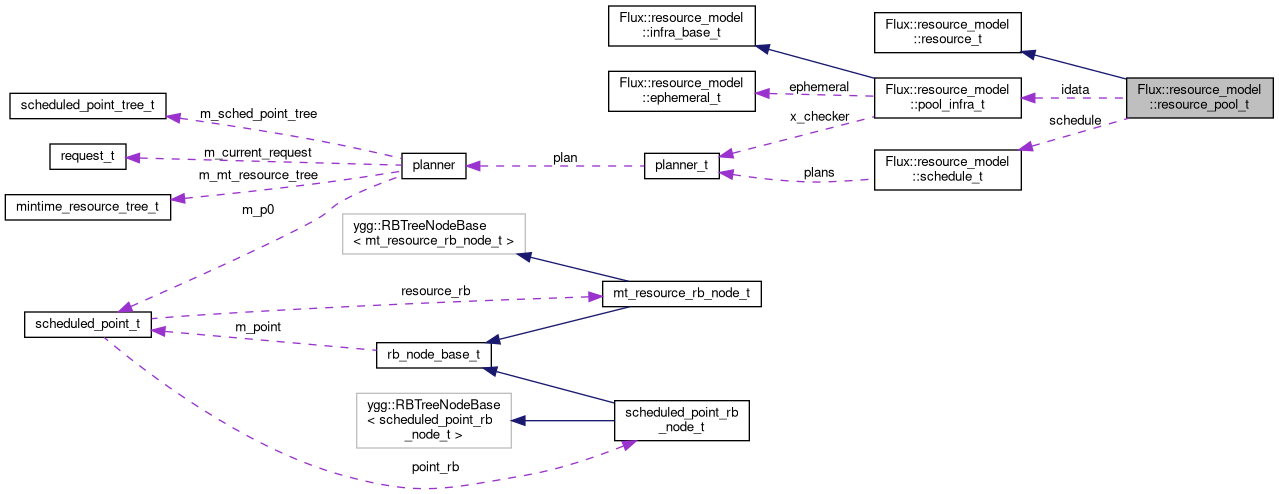 Flux::resource_model
::infra_base_t
Flux::resource_model
::resource_t
Flux::resource_model
::ephemeral_t
ephemeral
Flux::resource_model
::pool_infra_t
idata
Flux::resource_model
::resource_pool_t
scheduled_point_tree_t
m_sched_point_tree
x_checker
schedule
request_t
m_current_request
planner
plan
planner_t
plans
Flux::resource_model
::schedule_t
mintime_resource_tree_t
m_mt_resource_tree
m_p0
ygg::RBTreeNodeBase
< mt_resource_rb_node_t >
resource_rb
mt_resource_rb_node_t
scheduled_point_t
m_point
rb_node_base_t
ygg::RBTreeNodeBase
< scheduled_point_rb
_node_t >
scheduled_point_rb
_node_t
point_rb